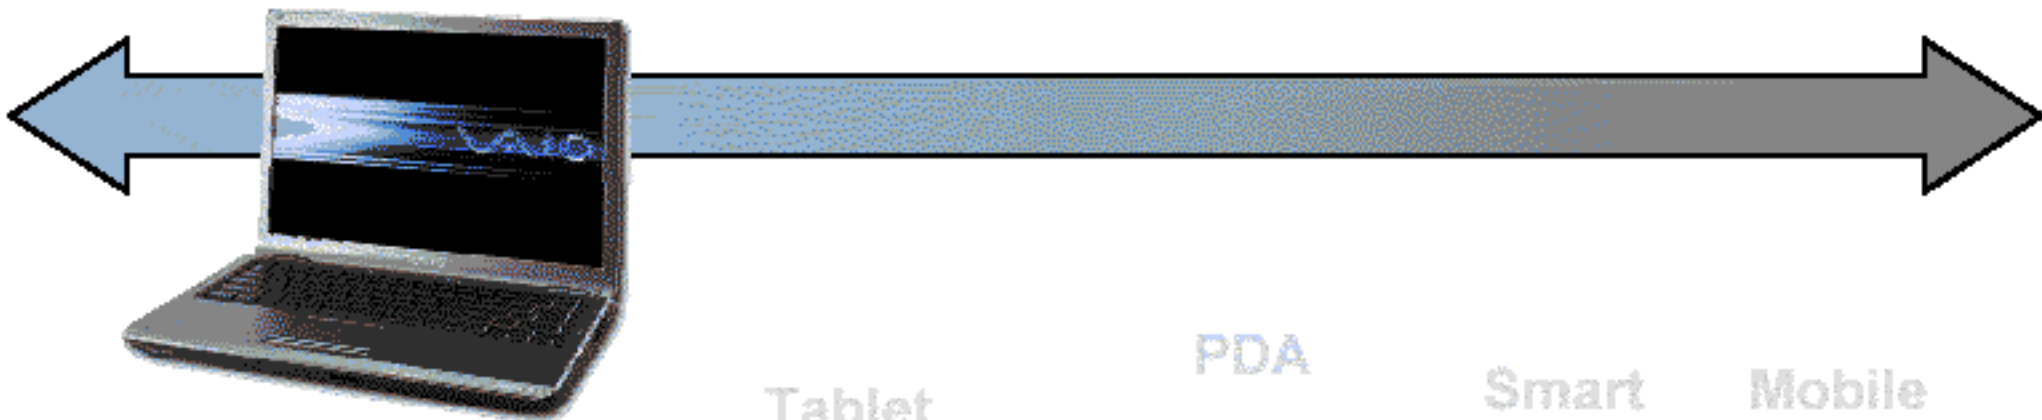 VAIO
PDA
Smart
Mobile
Tablet